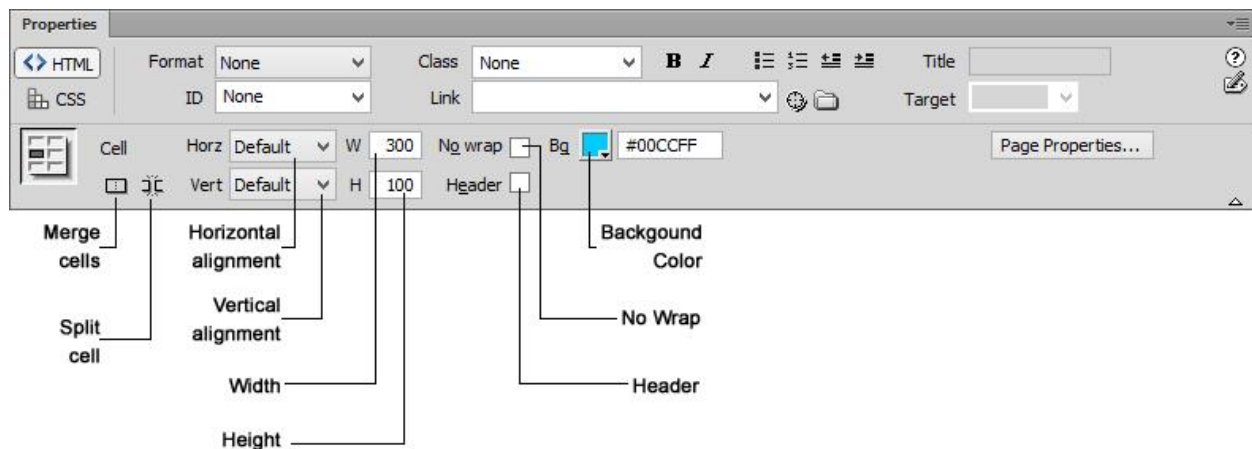 Properties
HTML Format None Class None B I Title
CSS ID None Link Target
Cell Horz Default W 300 No wrap Bg #00CCFF Page Properties...
Vert Default H 100 Header
Merge cells
Horizontal alignment
Backgound Color
Vertical alignment
No Wrap
Split cell
Width
Header
Height